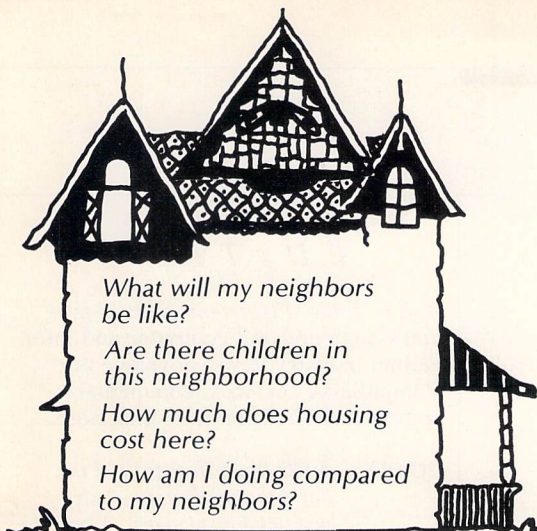 What will my neighbors
be like?
Are there children in
this neighborhood?
How much does housing
cost here?
How am I doing compared
to my neighbors?